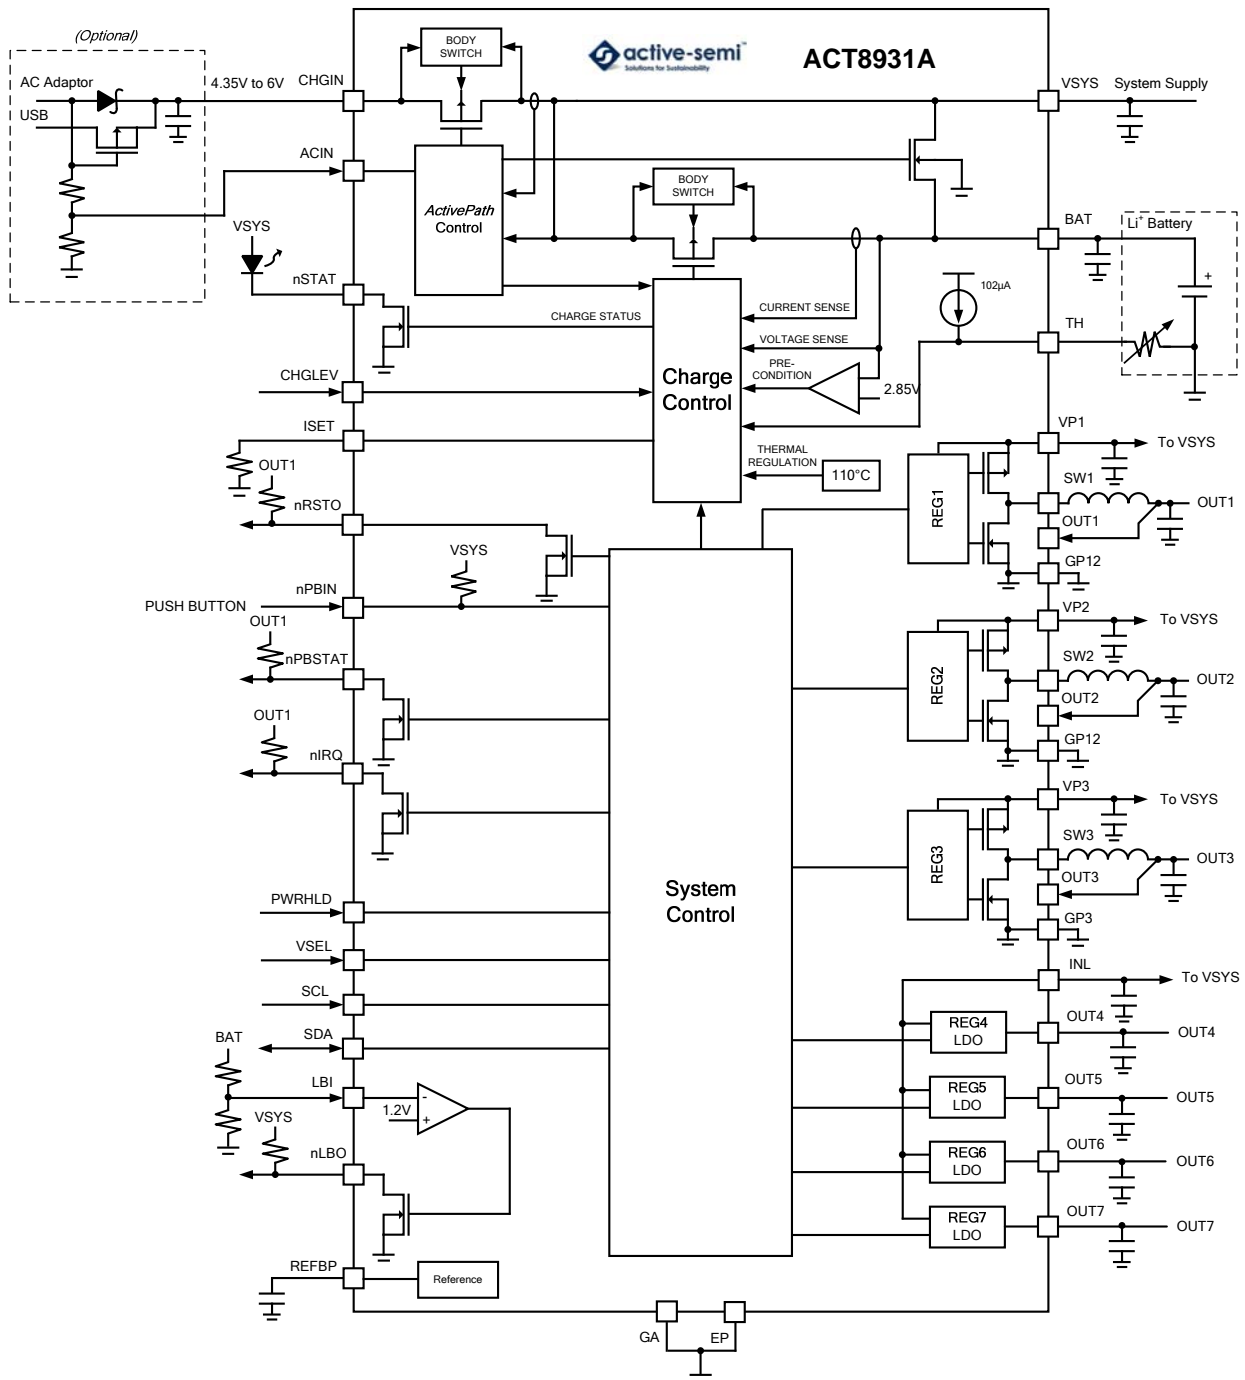 (Optional)
AC Adaptor
USB
4.35V to 6V
CHGIN
BODY
SWITCH
active-semi™
Solutions for Sustainability
ACT8931A
VSYS
System Supply
ACIN
ActivePath
Control
BODY
SWITCH
BAT
Li+ Battery
+
VSYS
nSTAT
CHARGE STATUS
CURRENT SENSE
102µA
VOLTAGE SENSE
TH
PRE-
CONDITION
2.85V
Charge
Control
CHGLEV
ISET
THERMAL
REGULATION
110°C
OUT1
nRSTO
VP1
To VSYS
REG1
SW1
OUT1
OUT1
GP12
VSYS
nPBIN
PUSH BUTTON
OUT1
nPBSTAT
VP2
To VSYS
REG2
SW2
OUT2
OUT2
GP12
OUT1
nIRQ
VP3
To VSYS
REG3
SW3
OUT3
OUT3
GP3
System
Control
PWRHLD
VSEL
SCL
SDA
INL
To VSYS
REG4
LDO
OUT4
OUT4
REG5
LDO
OUT5
OUT5
REG6
LDO
OUT6
OUT6
REG7
LDO
OUT7
OUT7
BAT
LBI
1.2V
-
+
VSYS
nLBO
REFBP
Reference
GA
EP